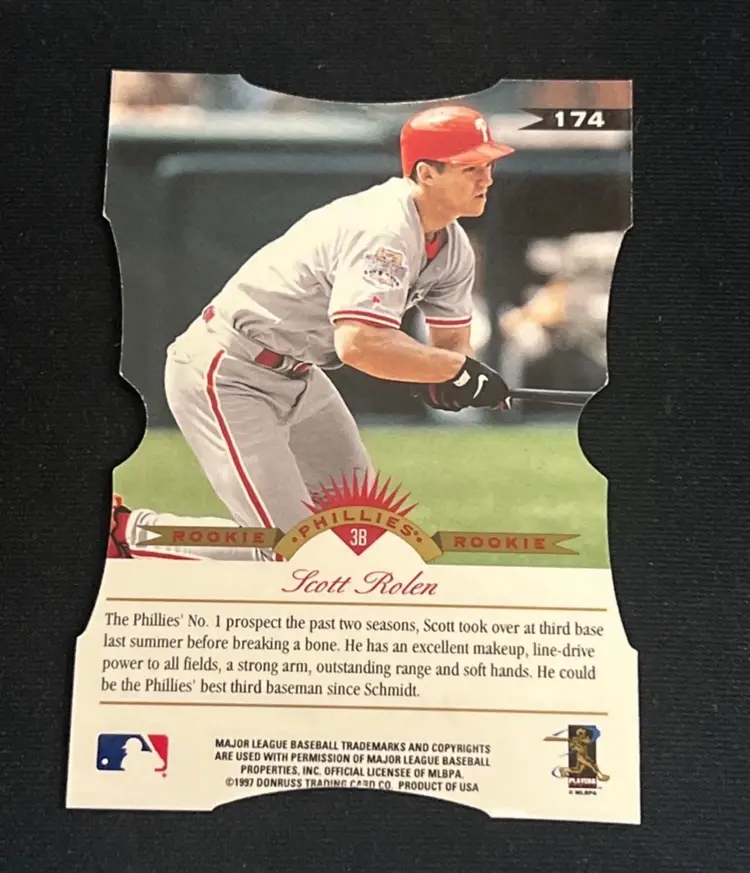 174
ROOKIE
PHILLIES
3B
ROOKIE
Scott Rolen
The Phillies' No. 1 prospect the past two seasons, Scott took over at third base
last summer before breaking a bone. He has an excellent makeup, line-drive
power to all fields, a strong arm, outstanding range and soft hands. He could
be the Phillies' best third baseman since Schmidt.
MAJOR LEAGUE BASEBALL TRADEMARKS AND COPYRIGHTS
ARE USED WITH PERMISSION OF MAJOR LEAGUE BASEBALL
PROPERTIES, INC. OFFICIAL LICENSEE OF MLBPA.
©1997 DONRUSS TRADING CARD CO. PRODUCT OF USA
PLAYERS
© MLBPA